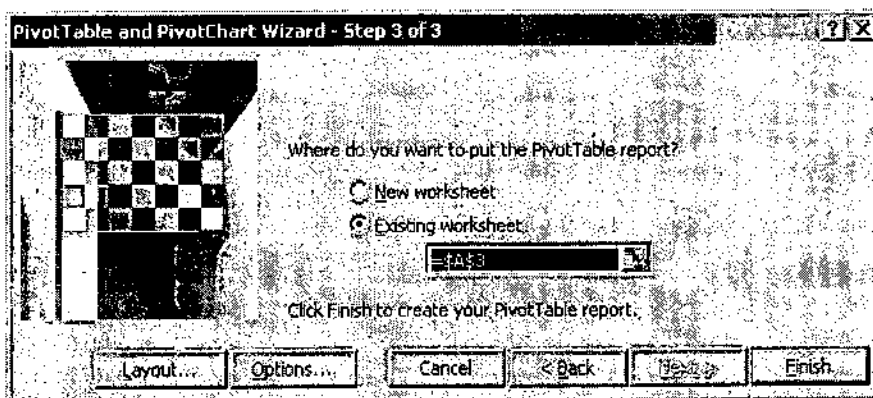 PivotTable and PivotChart Wizard - Step 3 of 3
Where do you want to put the PivotTable report?
New worksheet
Existing worksheet
=$A$3
Click Finish to create your PivotTable report.
Layout... Options... Cancel < Back Next > Finish